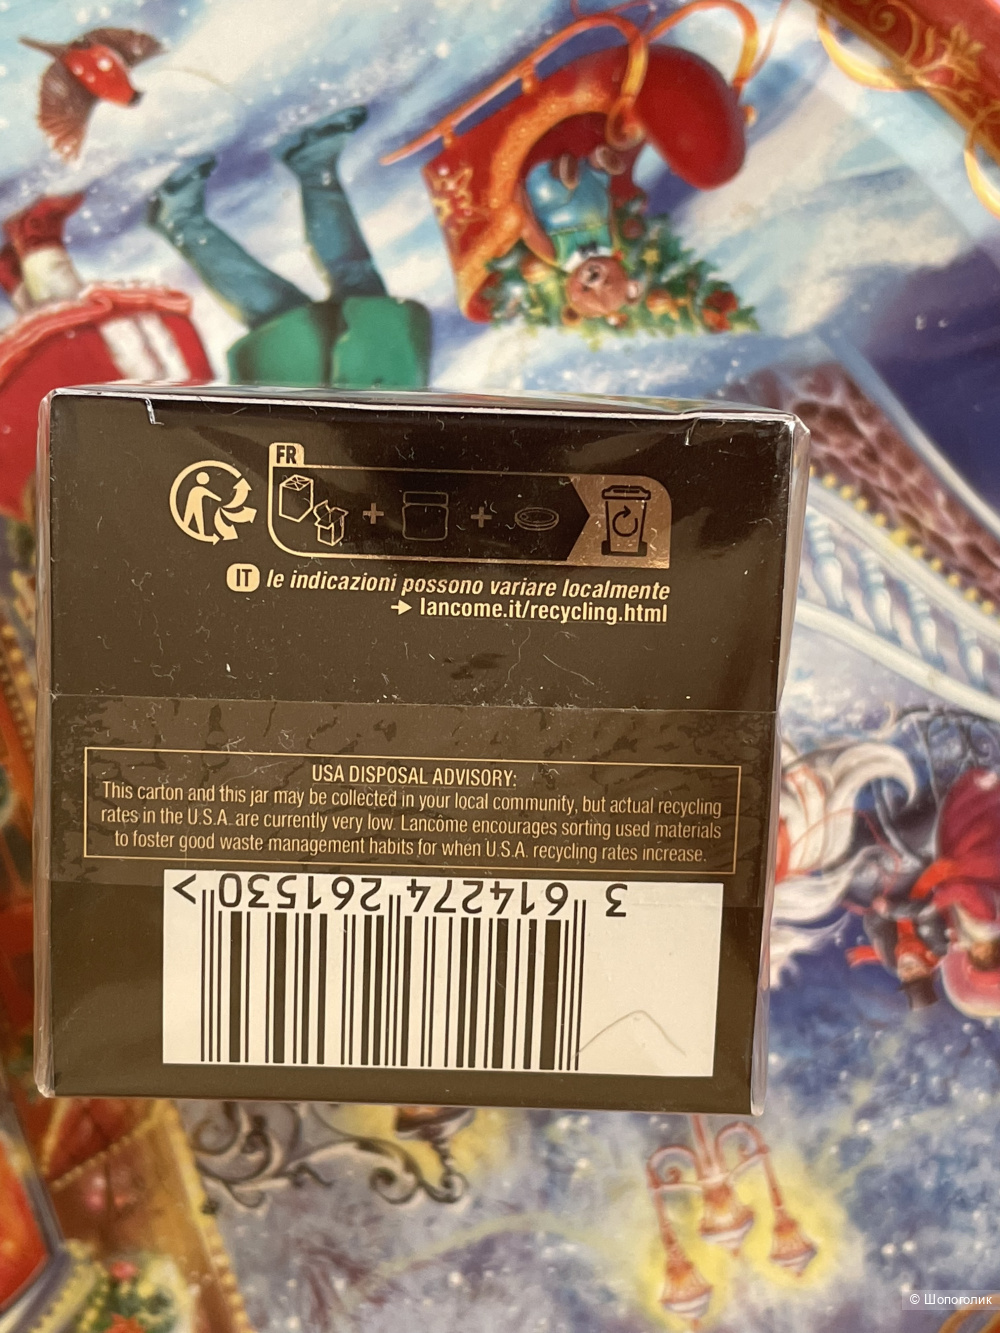 FR
IT le indicazioni possono variare localmente
→ lancome.it/recycling.html
USA DISPOSAL ADVISORY:
This carton and this jar may be collected in your local community, but actual recycling
rates in the U.S.A. are currently very low. Lancôme encourages sorting used materials
to foster good waste management habits for when U.S.A. recycling rates increase.
3 614274 261530 >
© Шопоголик